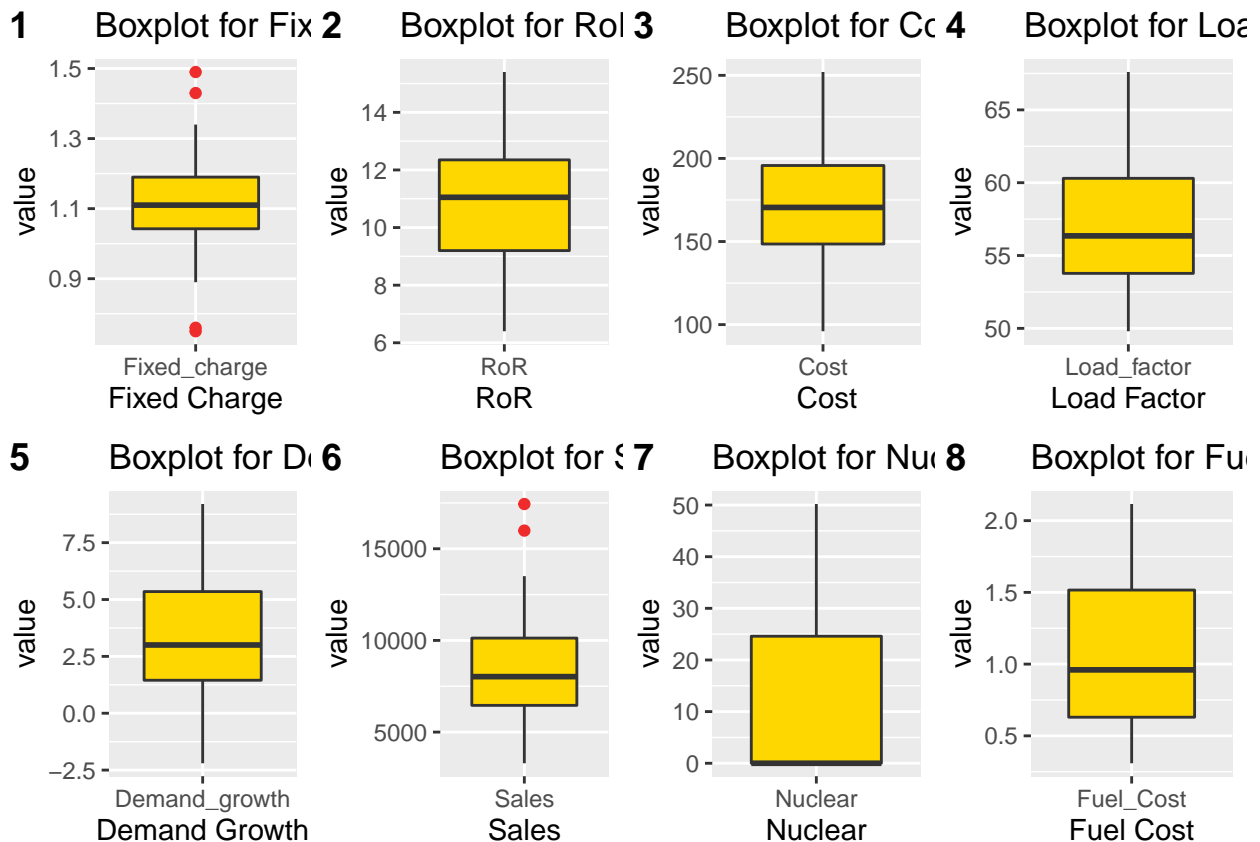 1 Boxplot for Fix 2 Boxplot for Rol 3 Boxplot for Co 4 Boxplot for Loa
1.5
1.3
1.1
0.9
value
Fixed_charge
Fixed Charge
14
12
10
8
6
value
RoR
RoR
250
200
150
100
value
Cost
Cost
65
60
55
50
value
Load_factor
Load Factor
5 Boxplot for De 6 Boxplot for S 7 Boxplot for Nuc 8 Boxplot for Fue
7.5
5.0
2.5
0.0
−2.5
value
Demand_growth
Demand Growth
15000
10000
5000
value
Sales
Sales
50
40
30
20
10
0
value
Nuclear
Nuclear
2.0
1.5
1.0
0.5
value
Fuel_Cost
Fuel Cost